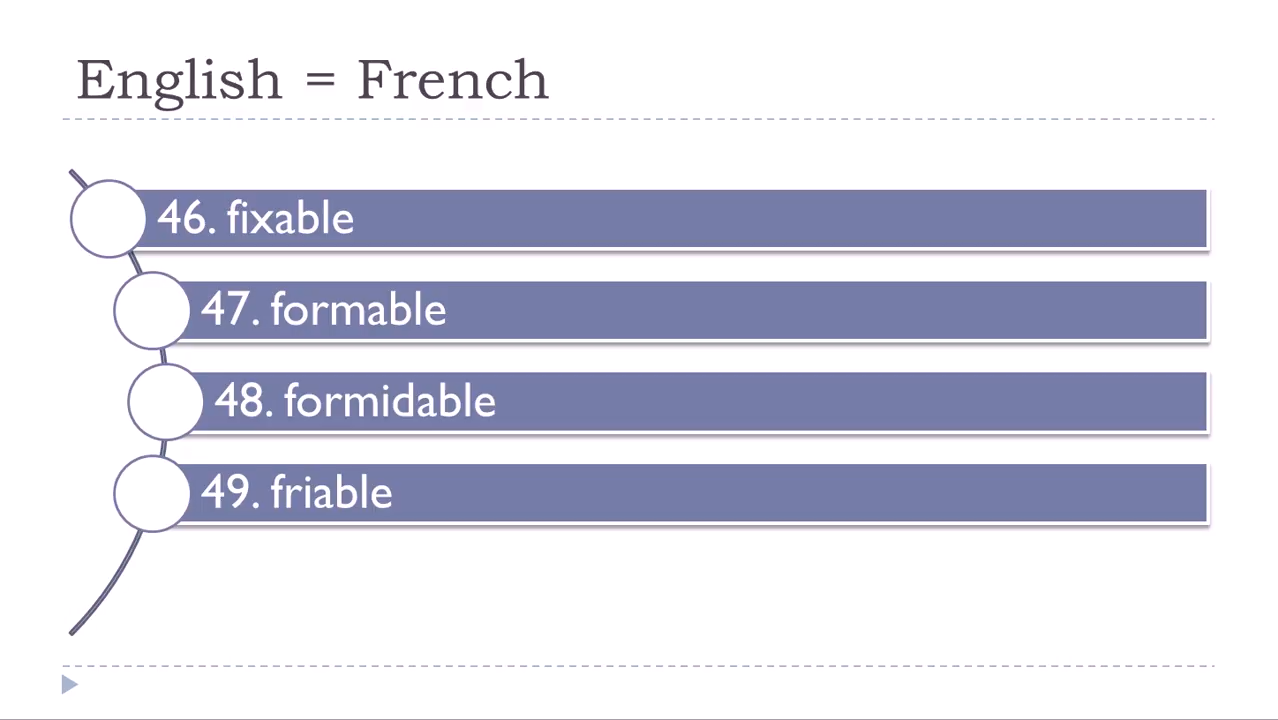 English = French
46. fixable
47. formable
48. formidable
49. friable